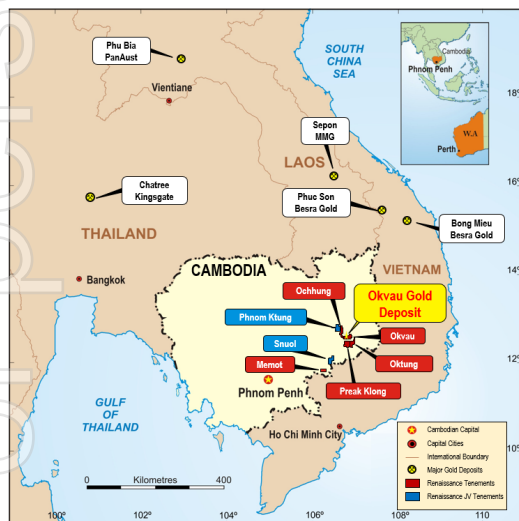 Phu Bia
PanAust
SOUTH
CHINA
SEA
Cambodia
Phnom Penh
W.A
Perth
Vientiane
18°
Sepon
MMG
LAOS
16°
Chatree
Kingsgate
Phuc Son
Besra Gold
Bong Mieu
Besra Gold
THAILAND
VIETNAM
14°
CAMBODIA
Bangkok
Ochhung
Okvau Gold
Deposit
Phnom Ktung
Okvau
Snuol
Oktung
12°
Memot
Preak Klong
Phnom Penh
GULF
OF
THAILAND
Ho Chi Minh City
10°
Cambodian Capital
Capital Cities
International Boundary
Major Gold Deposits
Renaissance Tenements
Renaissance JV Tenements
0 Kilometres 400
100° 102° 104° 106° 108° 110